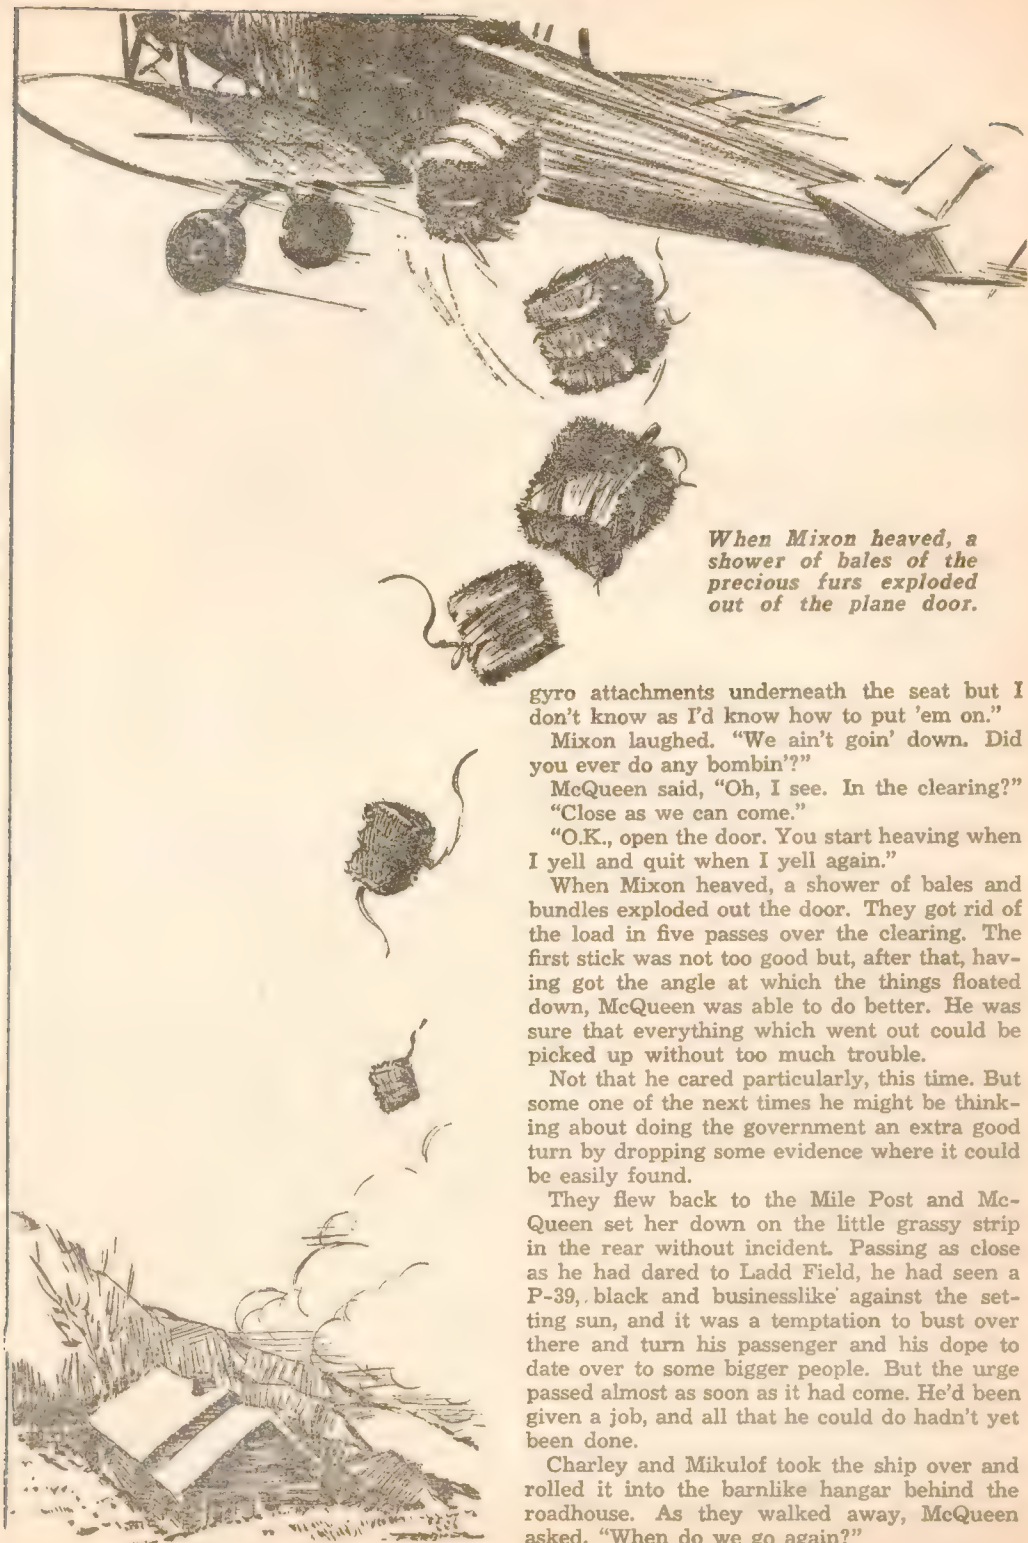 When Mixon heaved, a
shower of bales of the
precious furs exploded
out of the plane door.
gyro attachments underneath the seat but I
don't know as I'd know how to put 'em on."
Mixon laughed. "We ain't goin' down. Did
you ever do any bombin'?"
McQueen said, "Oh, I see. In the clearing?"
"Close as we can come."
"O.K., open the door. You start heaving when
I yell and quit when I yell again."
When Mixon heaved, a shower of bales and
bundles exploded out the door. They got rid of
the load in five passes over the clearing. The
first stick was not too good but, after that, hav-
ing got the angle at which the things floated
down, McQueen was able to do better. He was
sure that everything which went out could be
picked up without too much trouble.
Not that he cared particularly, this time. But
some one of the next times he might be think-
ing about doing the government an extra good
turn by dropping some evidence where it could
be easily found.
They flew back to the Mile Post and Mc-
Queen set her down on the little grassy strip
in the rear without incident. Passing as close
as he had dared to Ladd Field, he had seen a
P-39, black and businesslike against the set-
ting sun, and it was a temptation to bust over
there and turn his passenger and his dope to
date over to some bigger people. But the urge
passed almost as soon as it had come. He'd been
given a job, and all that he could do hadn't yet
been done.
Charley and Mikulof took the ship over and
rolled it into the barnlike hangar behind the
roadhouse. As they walked away, McQueen
asked, "When do we go again?"